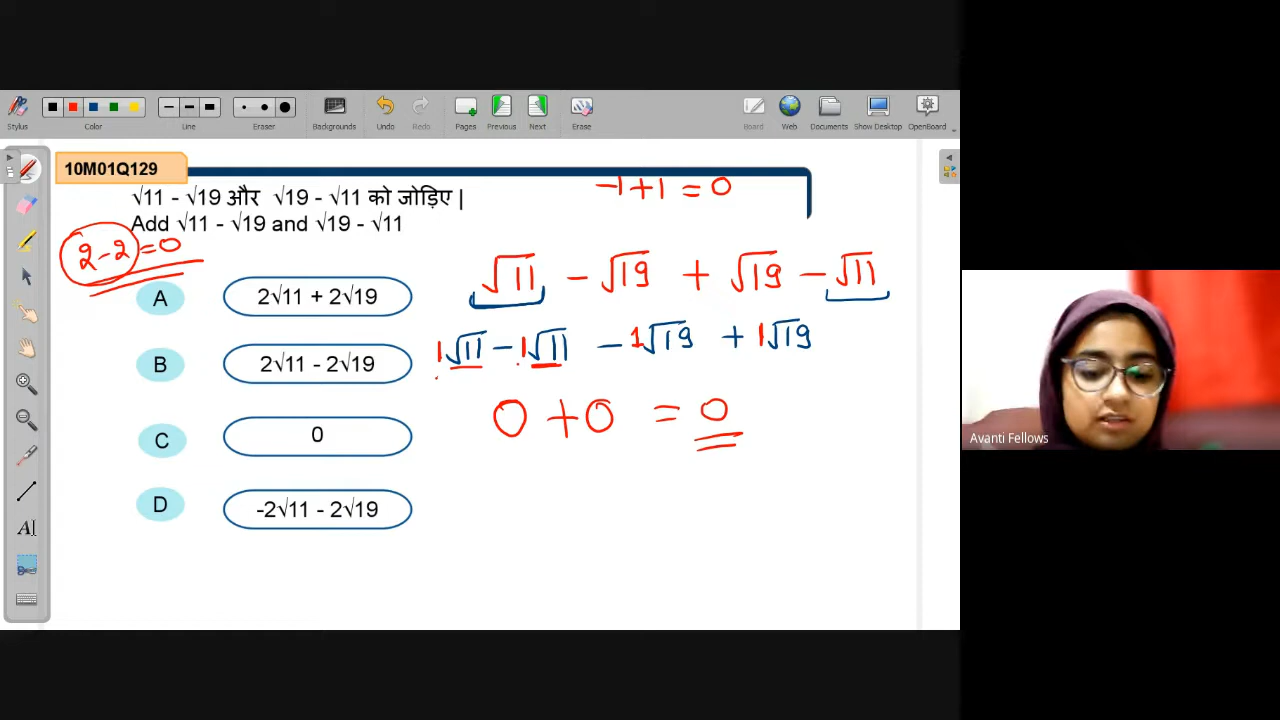 Stylus
Color
Line
Eraser
Backgrounds
Undo
Redo
Pages
Previous
Next
Erase
Board
Web
Documents
Show Desktop
OpenBoard
10M01Q129
√11 - √19 और √19 - √11 को जोड़िए |
Add √11 - √19 and √19 - √11
-1+1 = 0
2-2 = 0
√11 - √19 + √19 - √11
1√11 - 1√11 - 1√19 + 1√19
0 + 0 = 0
A 2√11 + 2√19
B 2√11 - 2√19
C 0
D -2√11 - 2√19
A
Avanti Fellows